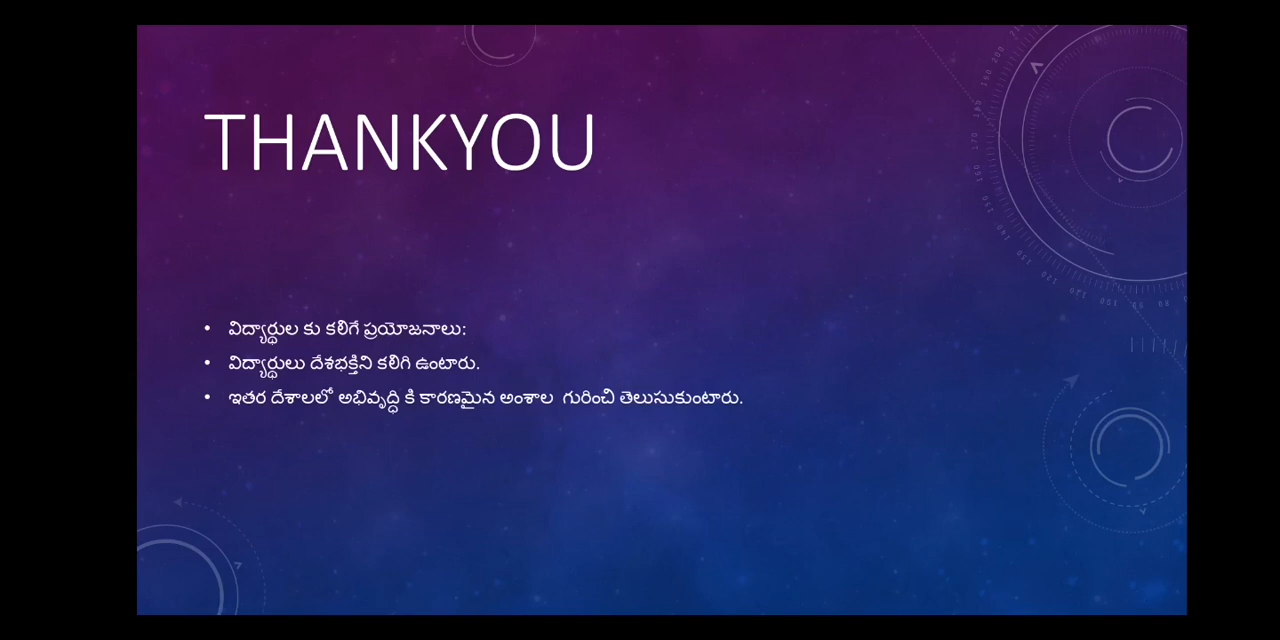 THANKYOU
• విద్యార్థుల కు కలిగే ప్రయోజనాలు:
• విద్యార్థులు దేశభక్తిని కలిగి ఉంటారు.
• ఇతర దేశాలలో అభివృద్ధి కి కారణమైన అంశాల  గురించి తెలుసుకుంటారు.